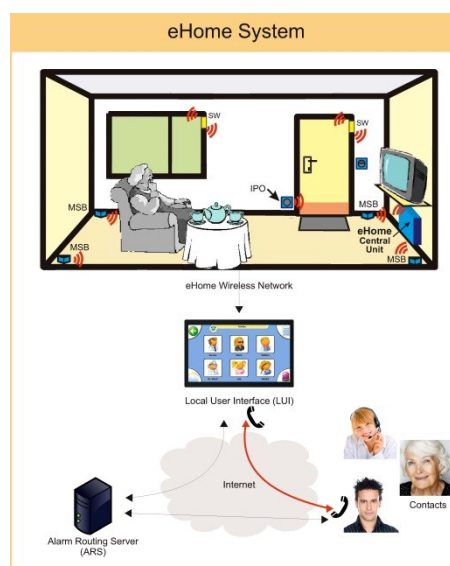 eHome System
SW
SW
IPO
MSB
MSB
MSB
eHome
Central
Unit
MSB
eHome Wireless Network
Local User Interface (LUI)
Internet
Contacts
Alarm Routing Server
(ARS)